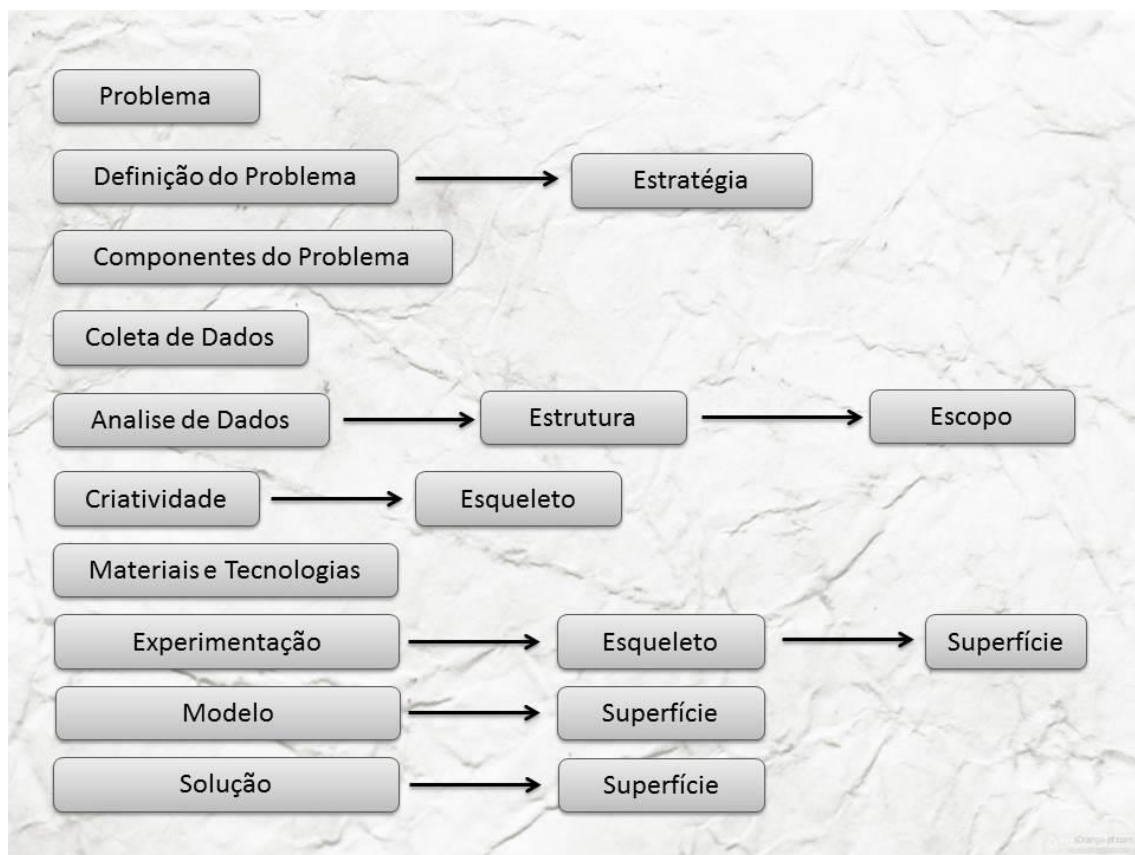 Problema
Definição do Problema
Estratégia
Componentes do Problema
Coleta de Dados
Analise de Dados
Estrutura
Escopo
Criatividade
Esqueleto
Materiais e Tecnologias
Experimentação
Esqueleto
Superfície
Modelo
Superfície
Solução
Superfície